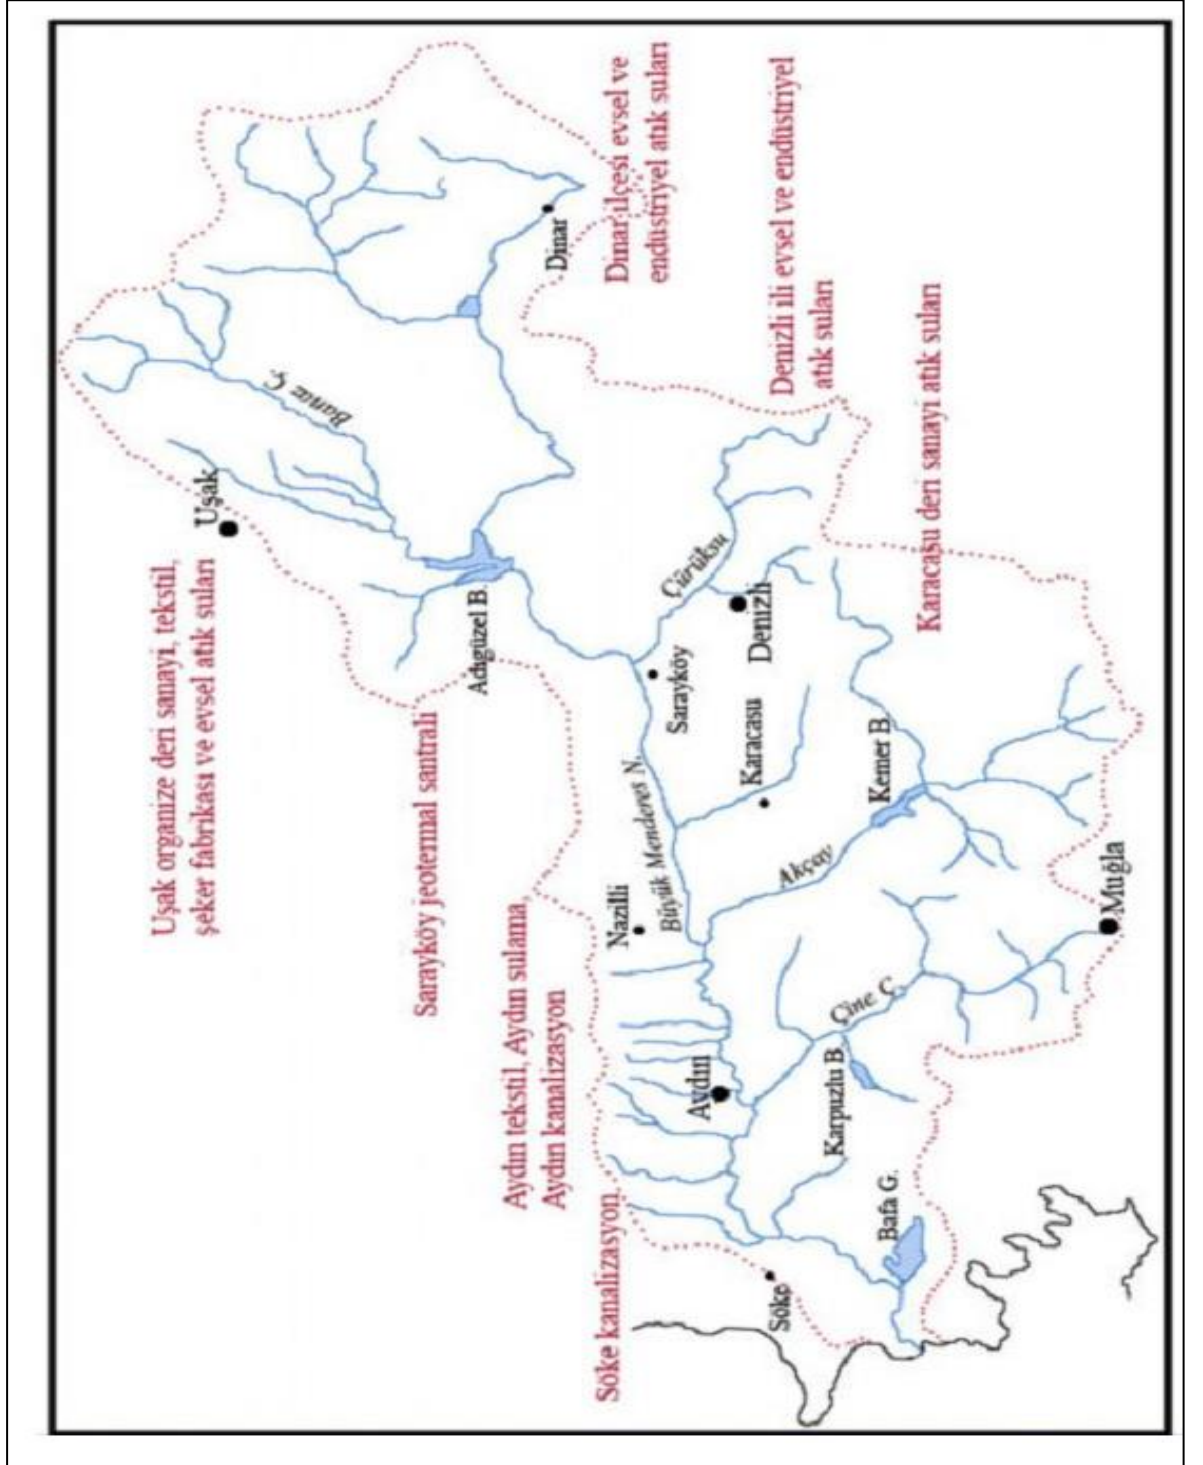 Uşak organize deri sanayi, tekstil,
şeker fabrikası ve evsel atık suları
Uşak
Banaz Ç.
Dinar
Dinar ilçesi evsel ve
endüstriyel atık suları
Sarayköy jeotermal santrali
Adıgüzel B.
Denizli ili evsel ve endüstriyel
atık suları
Çürüksu
Denizli
Sarayköy
Karacasu
Karacasu deri sanayi atık suları
Kemer B.
Aydın tekstil, Aydın sulama,
Aydın kanalizasyon
Nazilli
Büyük Menderes N.
Akçay
Muğla
Söke kanalizasyon
Aydın
Çine Ç.
Karpuzlu B.
Bafa G.
Söke